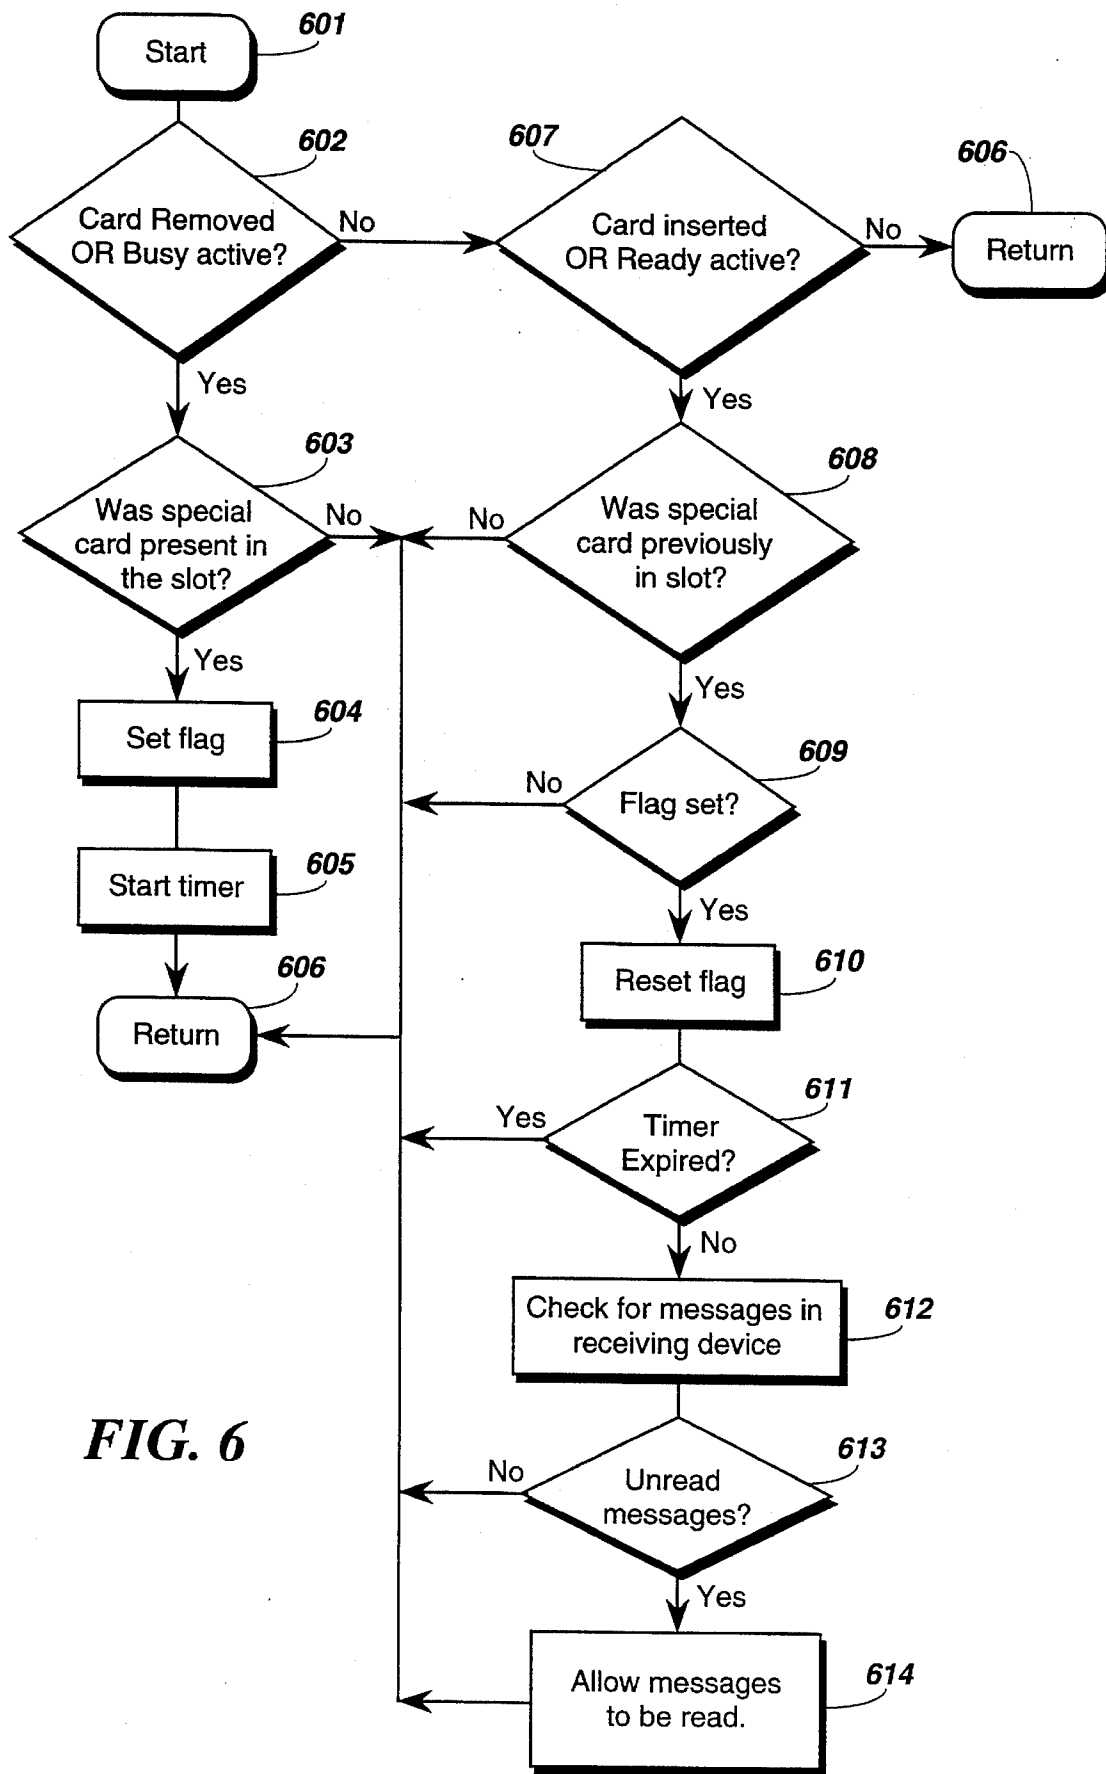 601
Start
602
Card Removed
OR Busy active?
No
607
Card inserted
OR Ready active?
No
606
Return
Yes
Yes
603
Was special
card present in
the slot?
No
608
Was special
card previously
in slot?
No
Yes
Yes
604
Set flag
609
Flag set?
No
605
Start timer
Yes
606
Return
610
Reset flag
611
Timer
Expired?
Yes
No
612
Check for messages in
receiving device
FIG. 6
613
Unread
messages?
No
Yes
614
Allow messages
to be read.